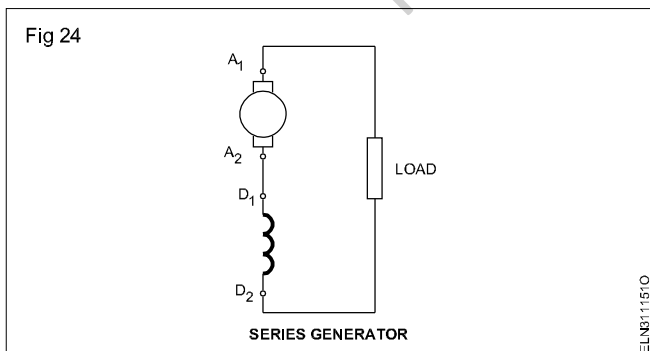 Fig 24
A1
A2
LOAD
D1
D2
SERIES GENERATOR
ELN311151O